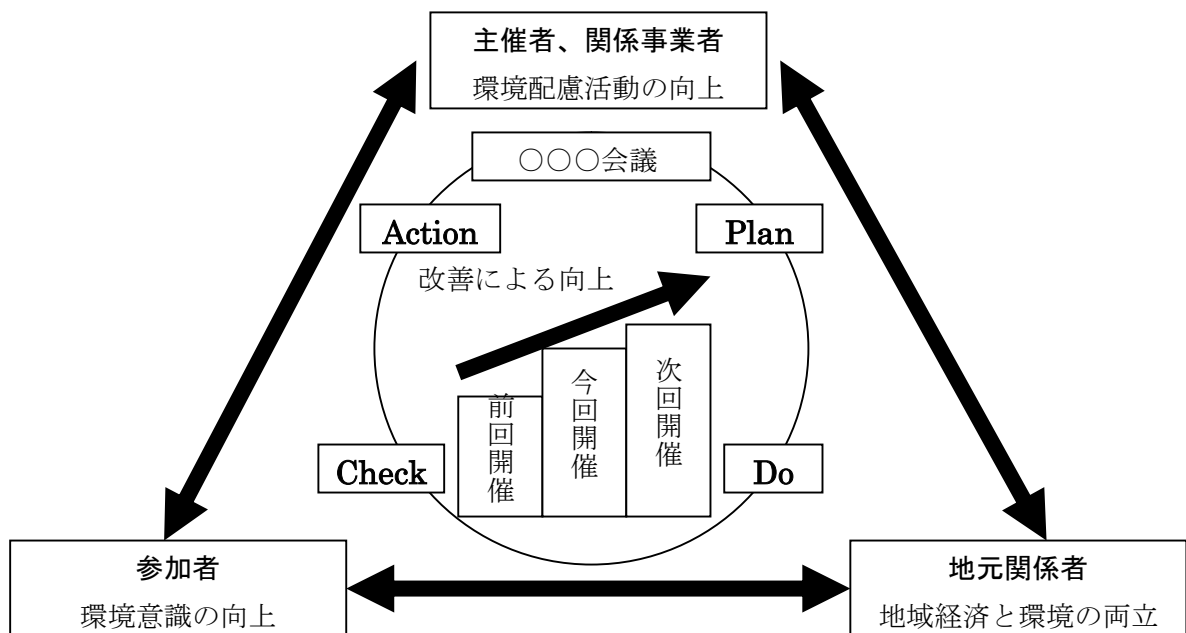 主催者、関係事業者
環境配慮活動の向上
○○○会議
Action
Plan
改善による向上
前回開催
今回開催
次回開催
Check
Do
参加者
環境意識の向上
地元関係者
地域経済と環境の両立